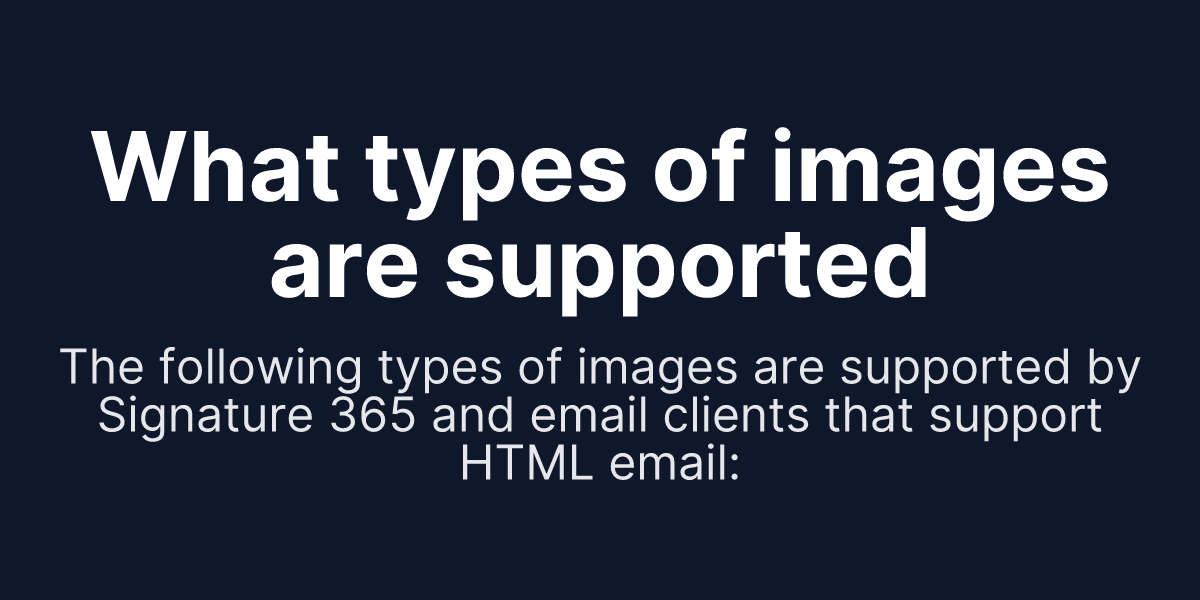 What types of images
are supported
The following types of images are supported by
Signature 365 and email clients that support
HTML email: